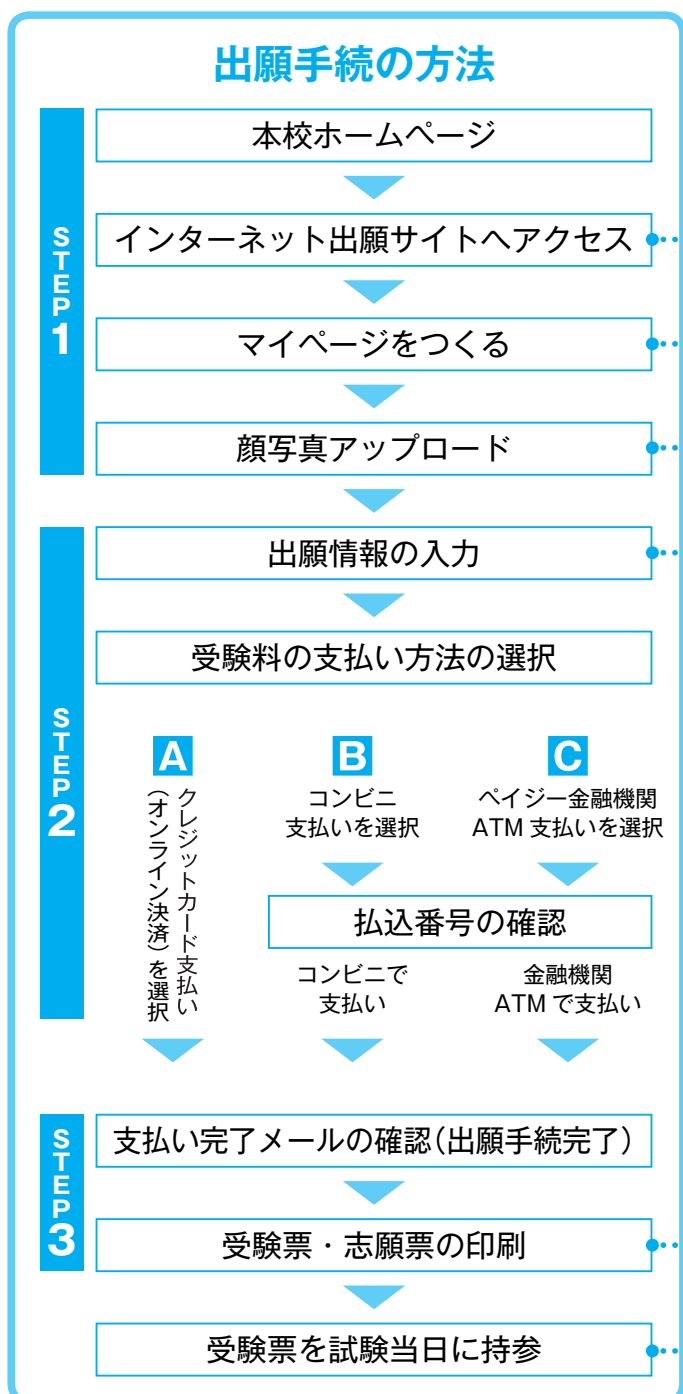 出願手続の方法
STEP1
本校ホームページ
インターネット出願サイトへアクセス
マイページをつくる
顔写真アップロード
STEP2
出願情報の入力
受験料の支払い方法の選択
A
クレジットカード支払い
（オンライン決済）を選択
B
コンビニ
支払いを選択
C
ペイジー金融機関
ATM 支払いを選択
払込番号の確認
コンビニで
支払い
金融機関
ATM で支払い
STEP3
支払い完了メールの確認（出願手続完了）
受験票・志願票の印刷
受験票を試験当日に持参